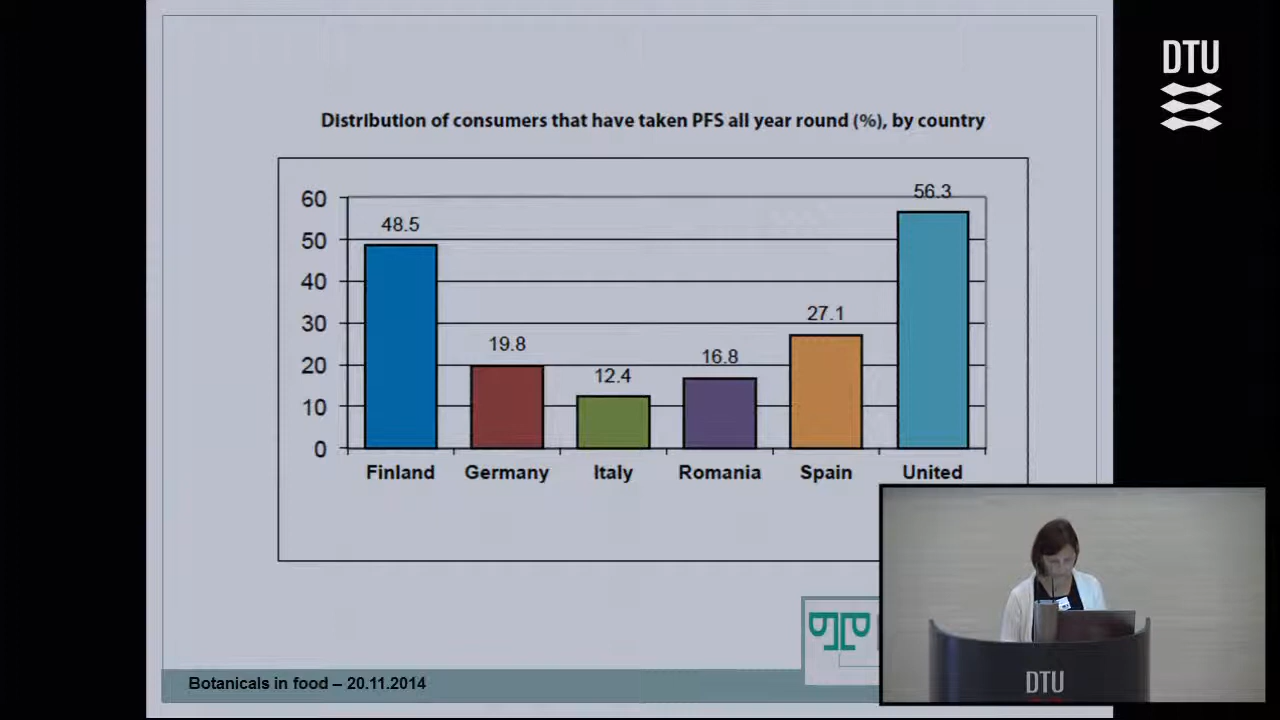 DTU
Distribution of consumers that have taken PFS all year round (%), by country
60
50
40
30
20
10
0
48.5
19.8
12.4
16.8
27.1
56.3
Finland Germany Italy Romania Spain United
Botanicals in food – 20.11.2014
DTU